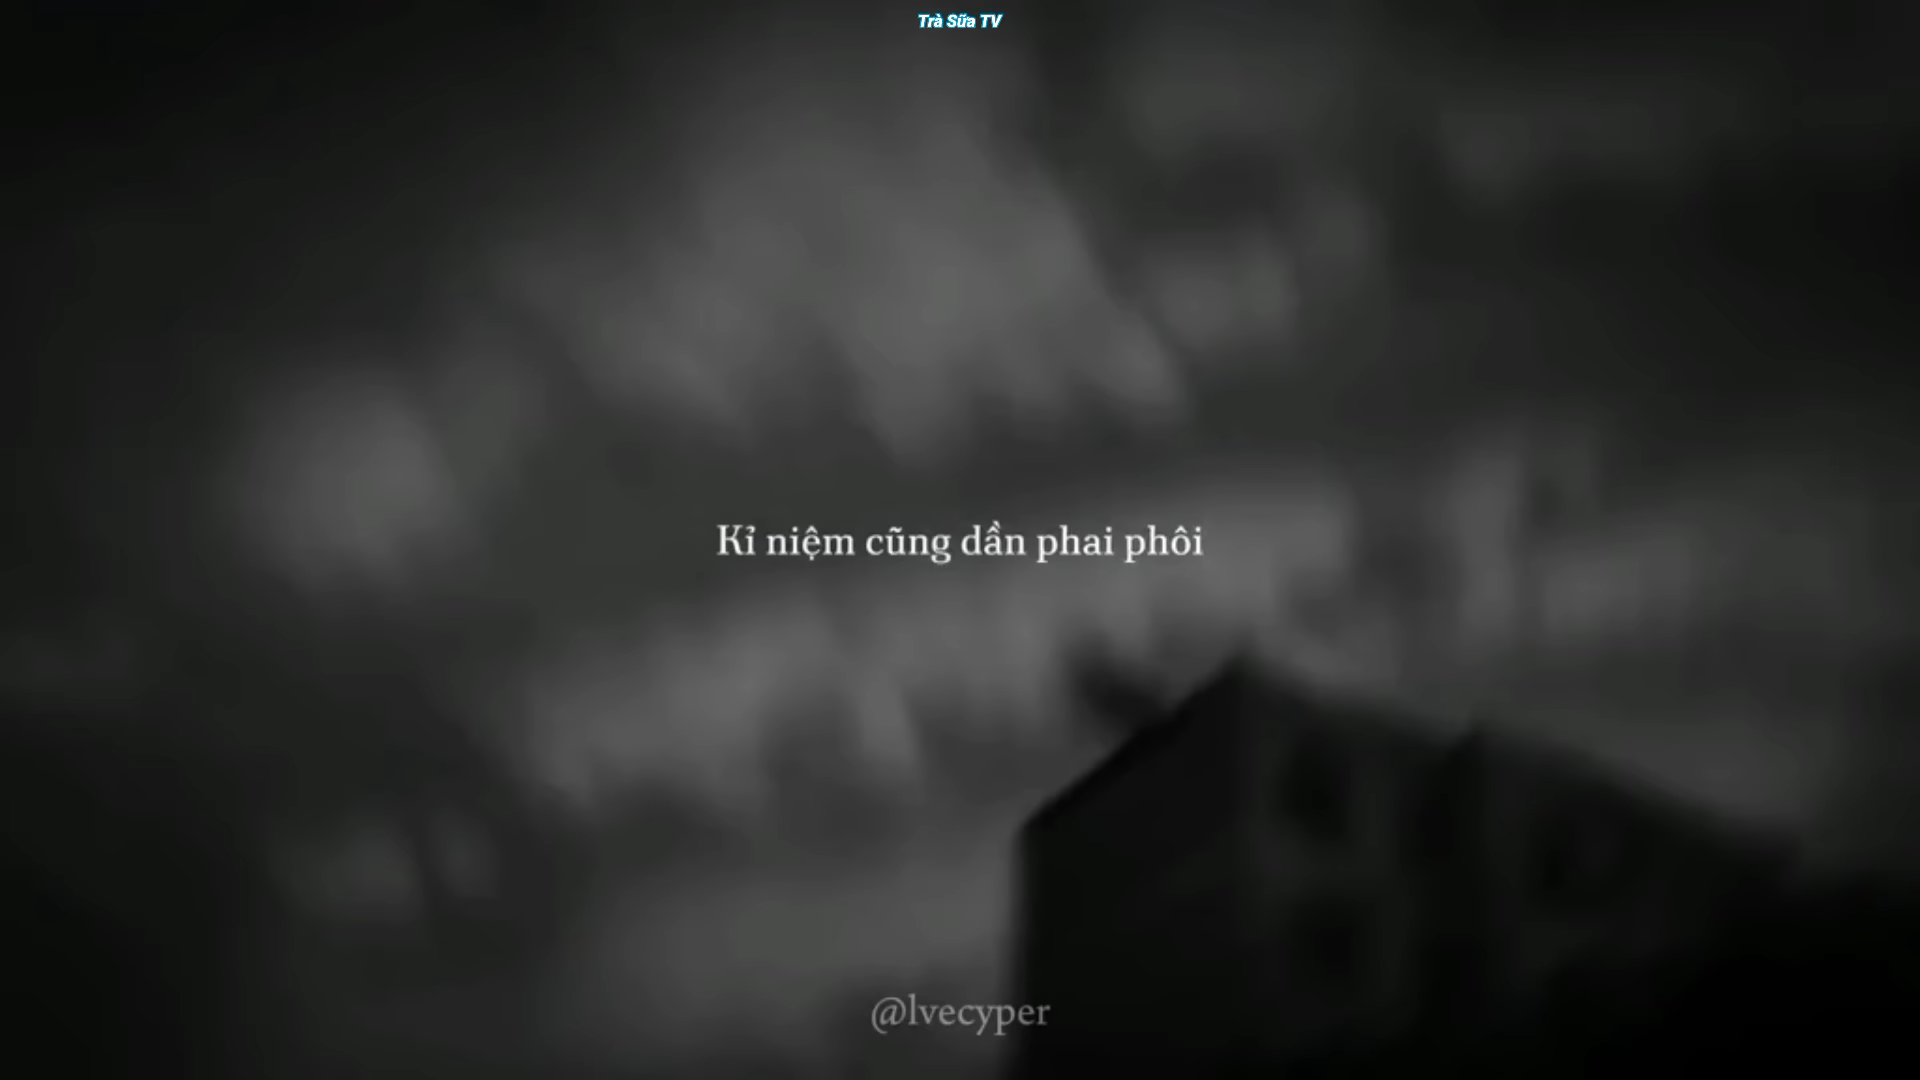 Trà Sữa TV
Kỉ niệm cũng dần phai phôi
@lvecyper